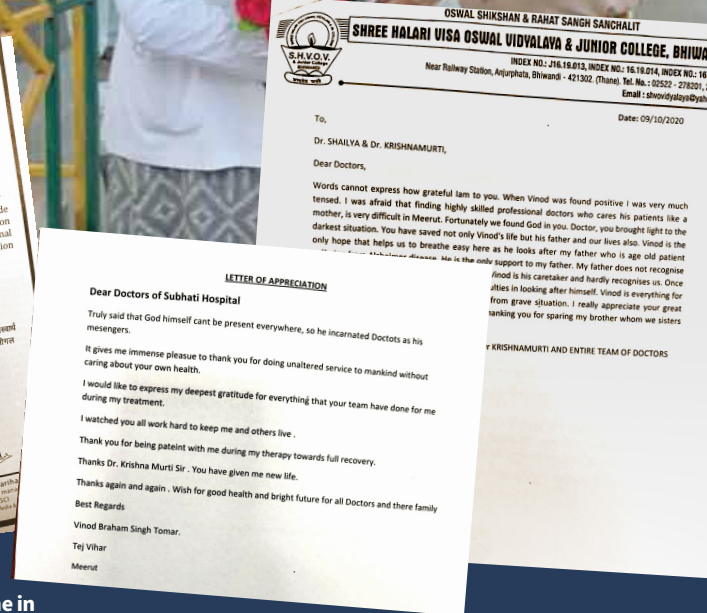 OSWAL SHIKSHAN & RAHAT SANGH SANCHALIT
SHREE HALARI VISA OSWAL VIDYALAYA & JUNIOR COLLEGE, BHIWA
S.H.V.O.V.
& Junior College
INDEX NO.: J16.19.013, INDEX NO.: 16.19.014, INDEX NO.: 16
Near Railway Station, Anjurphata, Bhiwandi - 421302. (Thane). Tel. No. : 02522 - 278201,
Email : shvovidyalaya@yah
Date: 09/10/2020
To,
Dr. SHAILYA & Dr. KRISHNAMURTI,
Dear Doctors,
Words cannot express how grateful Iam to you. When Vinod was found positive I was very much
tensed. I was afraid that finding highly skilled professional doctors who cares his patients like a
mother, is very difficult in Meerut. Fortunately we found God in you. Doctor, you brought light to the
darkest situation. You have saved not only Vinod's life but his father and our lives also. Vinod is the
only hope that helps us to breathe easy here as he looks after my father who is age old patient
Alzheimer disease. He is the only support to my father. My father does not recognise
Vinod is his caretaker and hardly recognises us. Once
lties in looking after himself. Vinod is everything for
from grave situation. I really appreciate your great
hanking you for sparing my brother whom we sisters
r KRISHNAMURTI AND ENTIRE TEAM OF DOCTORS
LETTER OF APPRECIATION
Dear Doctors of Subhati Hospital
Truly said that God himself cant be present everywhere, so he incarnated Doctots as his
mesengers.
It gives me immense pleasue to thank you for doing unaltered service to mankind without
caring about your own health.
I would like to express my deepest gratitude for everything that your team have done for me
during my treatment.
I watched you all work hard to keep me and others live .
Thank you for being pateint with me during my therapy towards full recovery.
Thanks Dr. Krishna Murti Sir . You have given me new life.
Thanks again and again . Wish for good health and bright future for all Doctors and there family
Best Regards
Vinod Braham Singh Tomar.
Tej Vihar
Meerut
e in